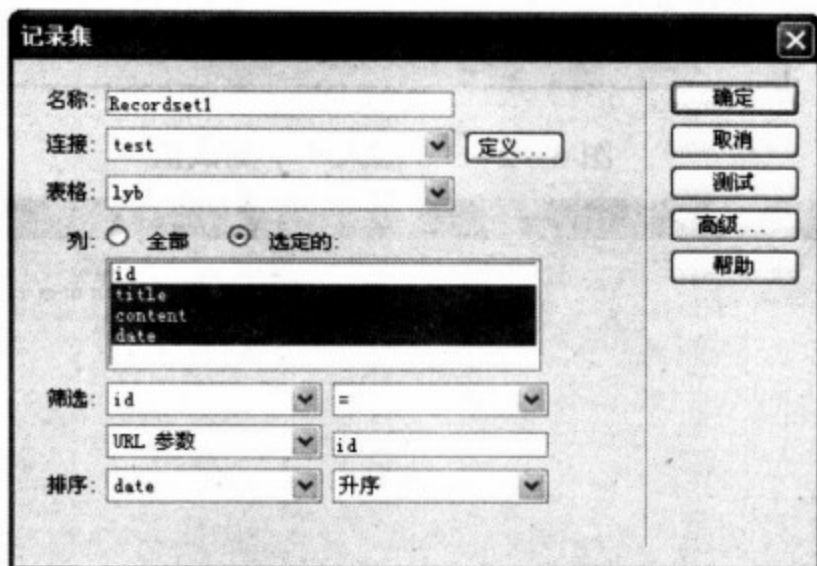 记录集
名称: Recordset1
确定
连接: test 定义...
取消
表格: lyb
测试
列: 全部 选定的:
高级...
id
帮助
title
content
date
筛选: id =
URL 参数 id
排序: date 升序